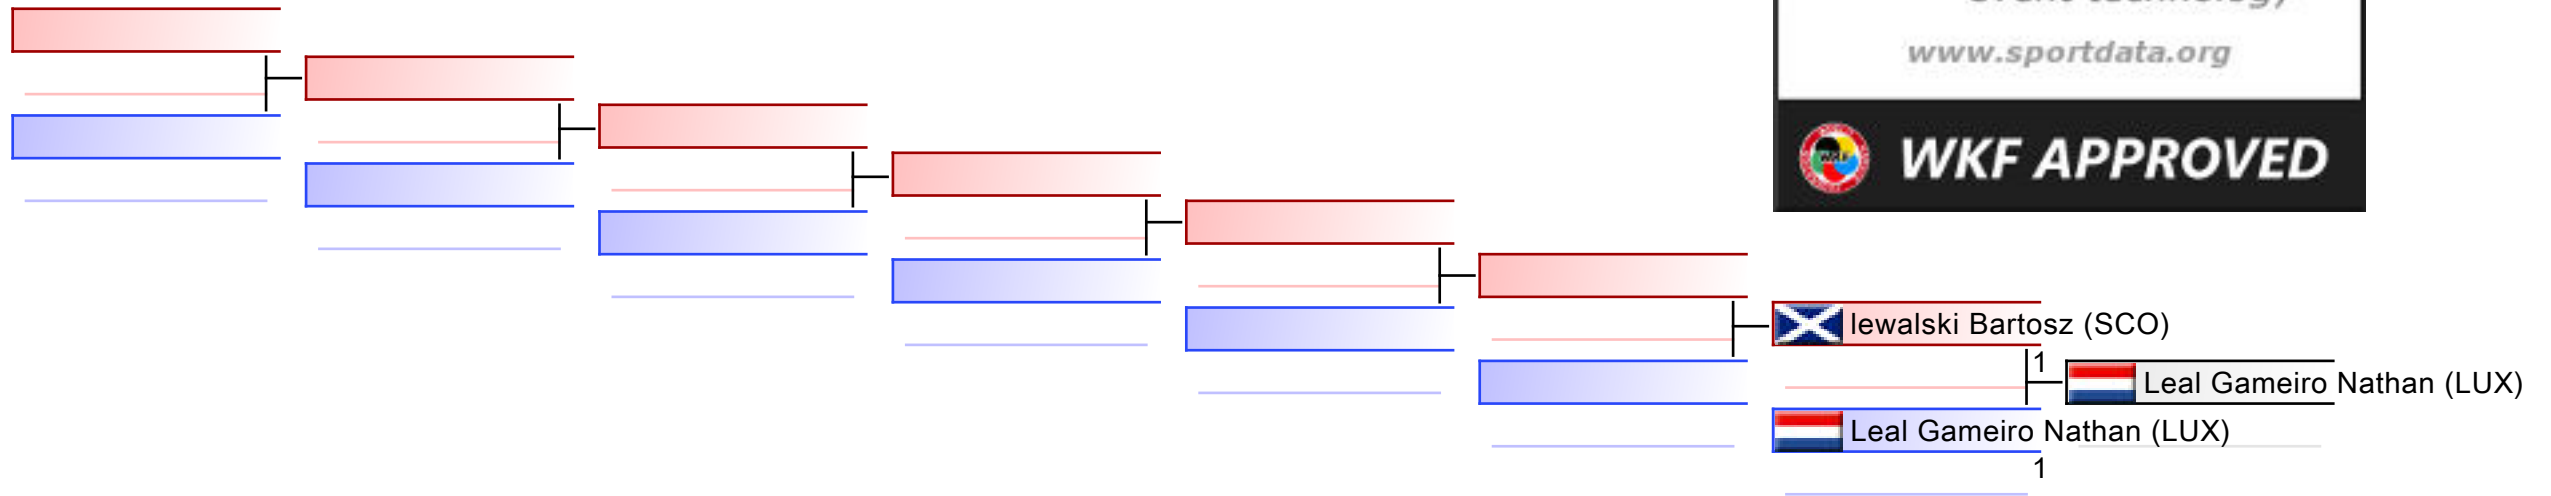 www.sportdata.org
WKF APPROVED
lewalski Bartosz (SCO)
1
Leal Gameiro Nathan (LUX)
Leal Gameiro Nathan (LUX)
1